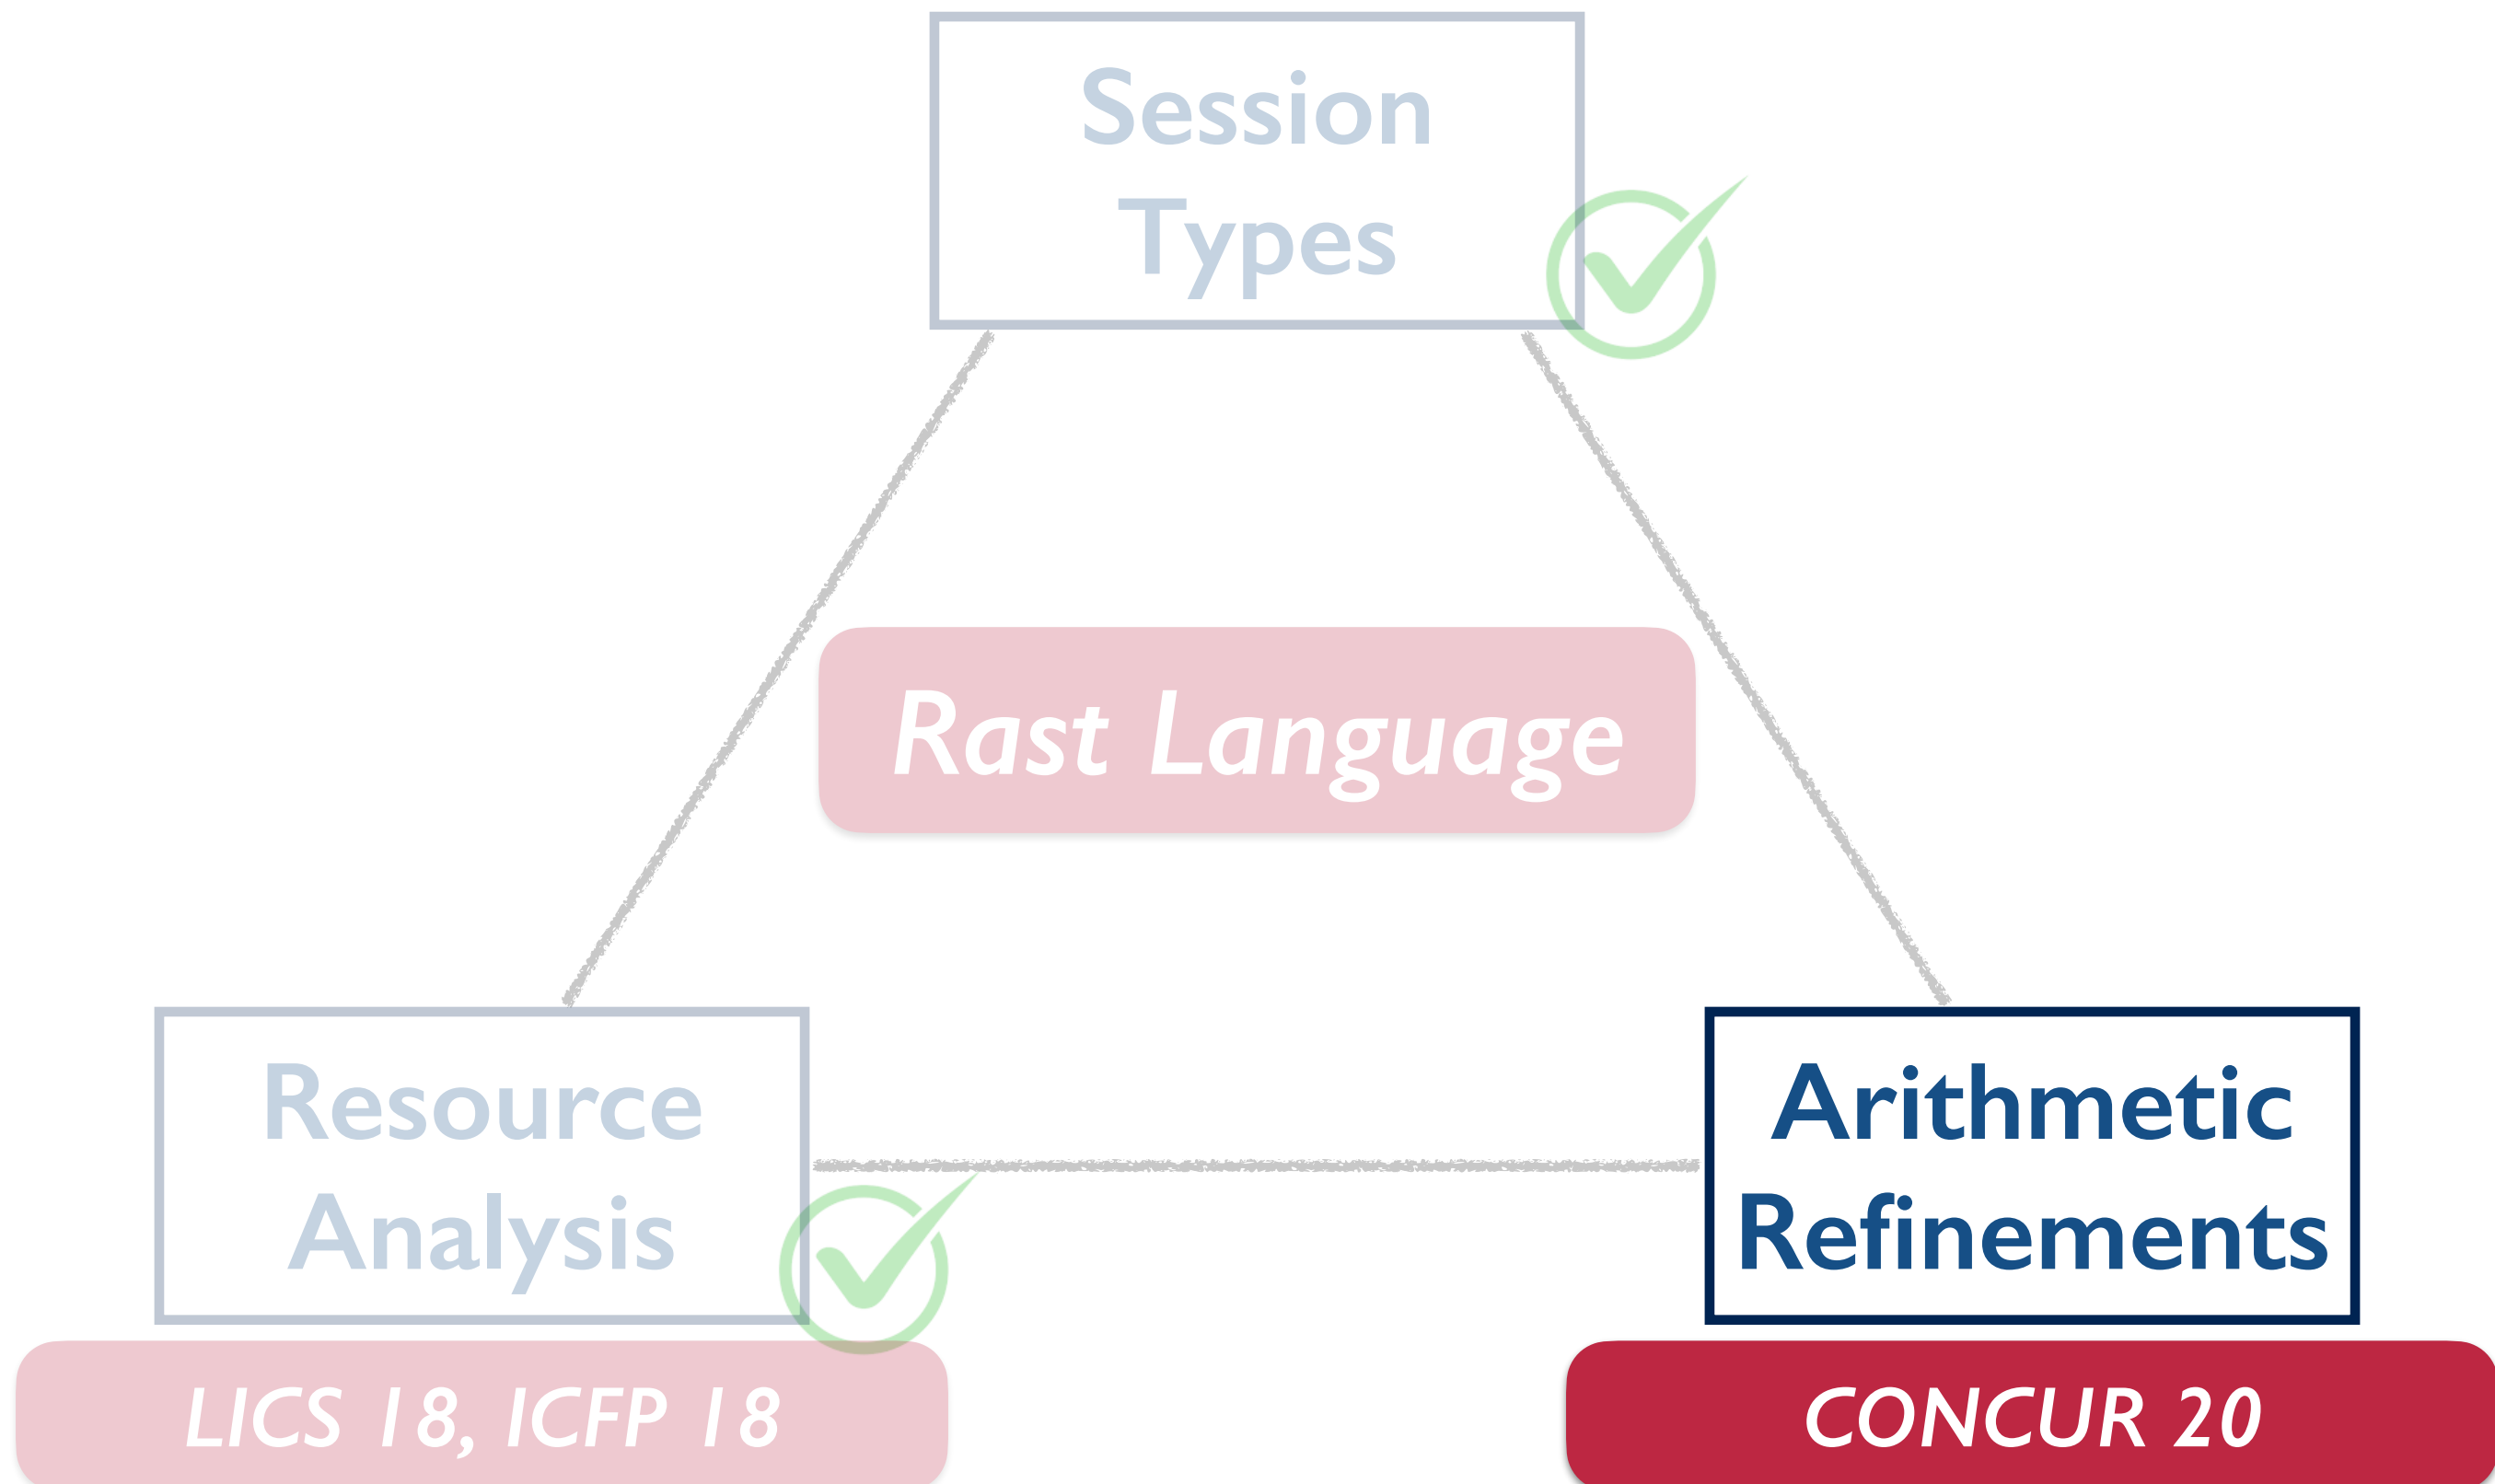 Session
Types
Rast Language
Resource
Analysis
Arithmetic
Refinements
LICS 18, ICFP 18
CONCUR 20